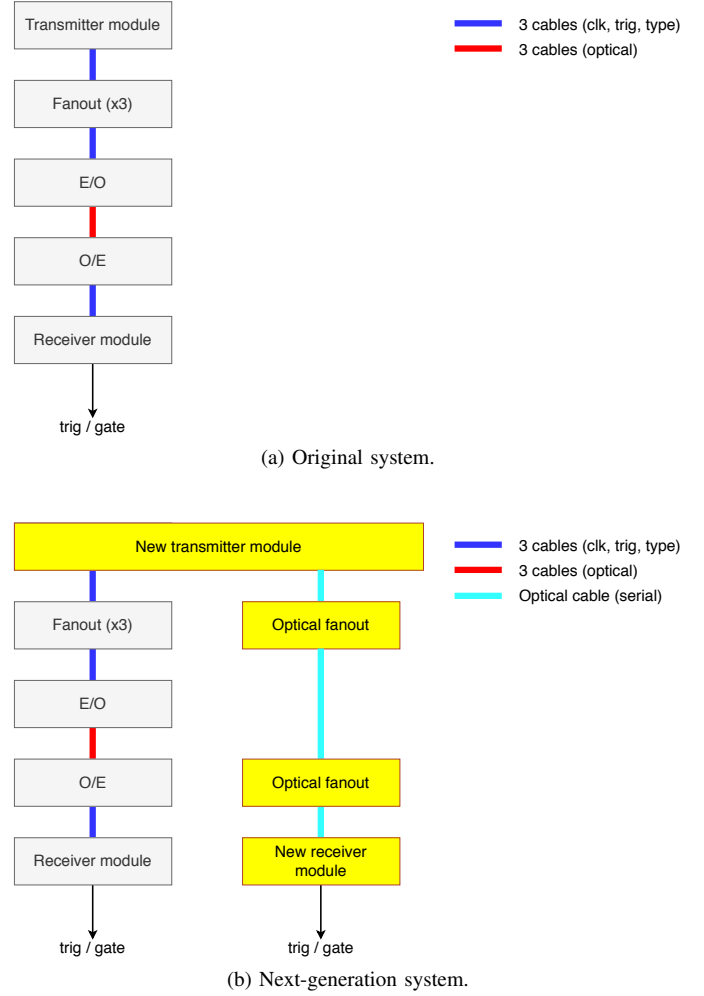 Transmitter module
3 cables (clk, trig, type)
3 cables (optical)
Fanout (x3)
E/O
O/E
Receiver module
trig / gate
(a) Original system.
New transmitter module
3 cables (clk, trig, type)
3 cables (optical)
Optical cable (serial)
Fanout (x3)
Optical fanout
E/O
O/E
Optical fanout
Receiver module
New receiver
module
trig / gate
trig / gate
(b) Next-generation system.